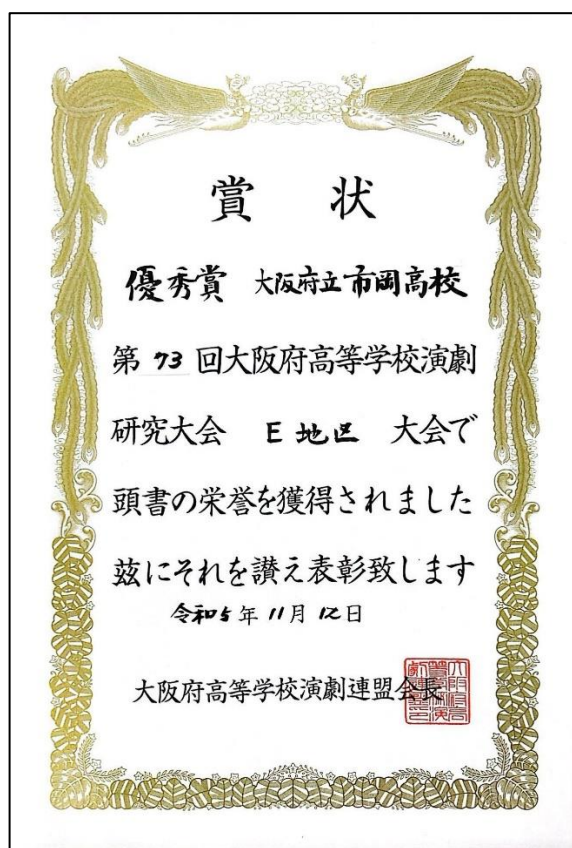 賞 状
優秀賞 大阪府立市岡高校
第 73 回大阪府高等学校演劇
研究大会 E地区 大会で
頭書の栄誉を獲得されました
玆にそれを讃え表彰致します
令和5年11月12日
大阪府高等学校演劇連盟会長